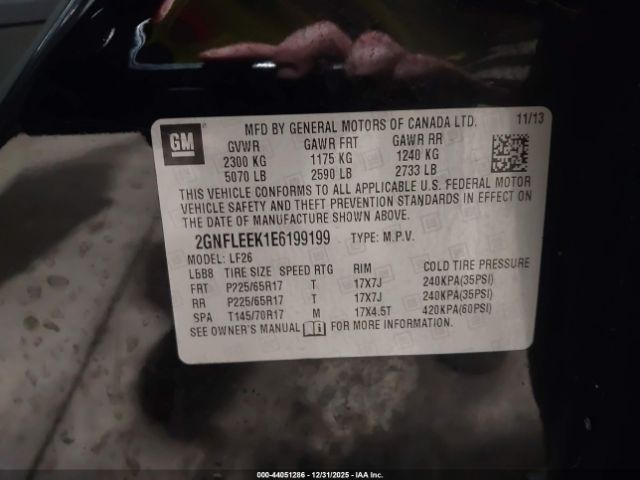 MFD BY GENERAL MOTORS OF CANADA LTD. 11/13
GM
GVWR GAWR FRT GAWR RR
2300 KG 1175 KG 1240 KG
5070 LB 2590 LB 2733 LB
THIS VEHICLE CONFORMS TO ALL APPLICABLE U.S. FEDERAL MOTOR
VEHICLE SAFETY AND THEFT PREVENTION STANDARDS IN EFFECT ON
THE DATE OF MANUFACTURE SHOWN ABOVE.
2GNFLEEK1E6199199 TYPE: M.P.V.
MODEL: LF26
L5B8 TIRE SIZE SPEED RTG RIM COLD TIRE PRESSURE
FRT P225/65R17 T 17X7J 240KPA(35PSI)
RR P225/65R17 T 17X7J 240KPA(35PSI)
SPA T145/70R17 M 17X4.5T 420KPA(60PSI)
SEE OWNER'S MANUAL FOR MORE INFORMATION.
000-44051286 - 12/31/2025 - IAA Inc.